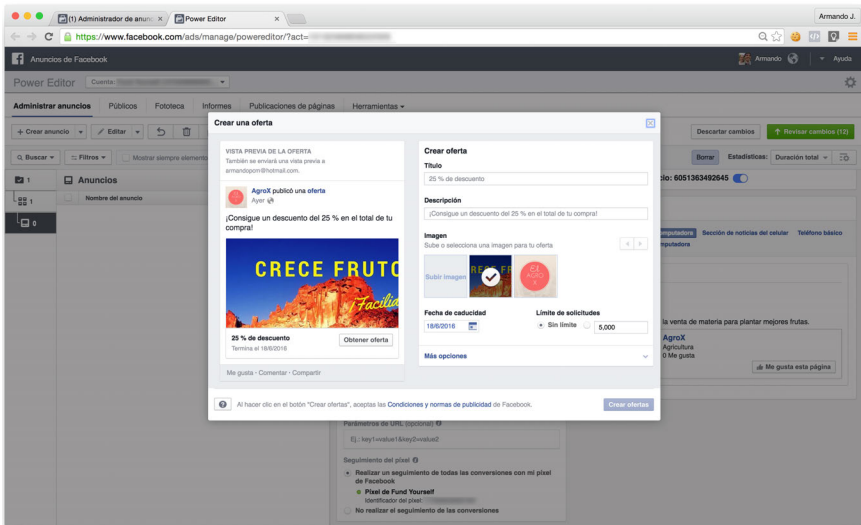 (1) Administrador de anunc
Power Editor
Armando J.
https://www.facebook.com/ads/manage/powereditor/?act=
Anuncios de Facebook
Armando
Ayuda
Power Editor
Cuenta:
Administrar anuncios
Públicos
Fototeca
Informes
Publicaciones de páginas
Herramientas
+ Crear anuncio
Editar
Descartar cambios
Revisar cambios (12)
Buscar
Filtros
Mostrar siempre elemento
Borrar
Estadísticas:
Duración total
1
Anuncios
cio: 6051363492645
1
Nombre del anuncio
0
Crear una oferta
VISTA PREVIA DE LA OFERTA
También se enviará una vista previa a
armandopcm@hotmail.com.
AgroX publicó una oferta
Ayer
¡Consigue un descuento del 25 % en el total de tu
compra!
CRECE FRUTO
¡Facilid
25 % de descuento
Termina el 18/6/2016
Obtener oferta
Me gusta · Comentar · Compartir
Crear oferta
Título
25 % de descuento
Descripción
¡Consigue un descuento del 25 % en el total de tu compra!
Imagen
Sube o selecciona una imagen para tu oferta
Subir imagen
AGRO
X
Fecha de caducidad
18/6/2016
Límite de solicitudes
Sin límite
5,000
Más opciones
Al hacer clic en el botón "Crear ofertas", aceptas las Condiciones y normas de publicidad de Facebook.
Crear ofertas
Sección de noticias del celular
Teléfono básico
la venta de materia para plantar mejores frutas.
AgroX
Agricultura
0 Me gusta
Me gusta esta página
Parámetros de URL (opcional)
Ej.: key1=value1&key2=value2
Seguimiento del píxel
Realizar un seguimiento de todas las conversiones con mi píxel
de Facebook
Pixel de Fund Yourself
Identificador del píxel:
No realizar el seguimiento de las conversiones